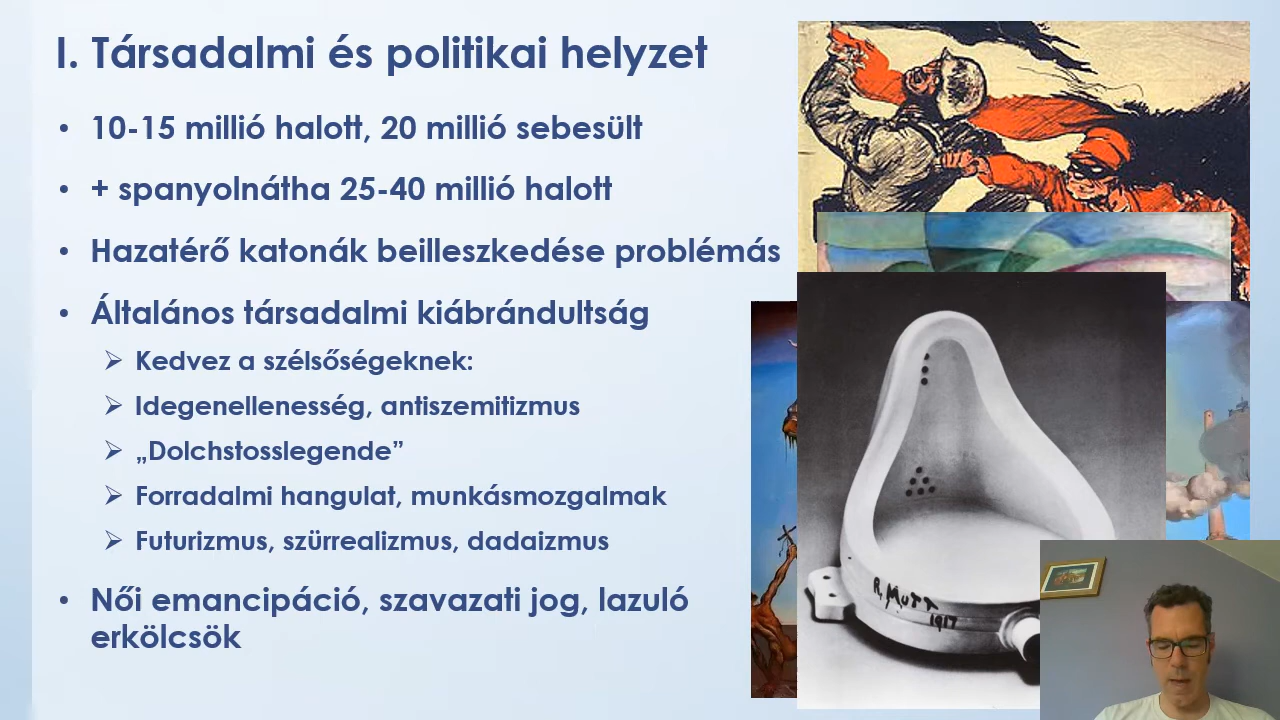 I. Társadalmi és politikai helyzet
• 10-15 millió halott, 20 millió sebesült
• + spanyolnátha 25-40 millió halott
• Hazatérő katonák beilleszkedése problémás
• Általános társadalmi kiábrándultság
➢ Kedvez a szélsőségeknek:
➢ Idegenellenesség, antiszemitizmus
➢ „Dolchstosslegende”
➢ Forradalmi hangulat, munkásmozgalmak
➢ Futurizmus, szürrealizmus, dadaizmus
• Női emancipáció, szavazati jog, lazuló
erkölcsök
R. MUTT
1917